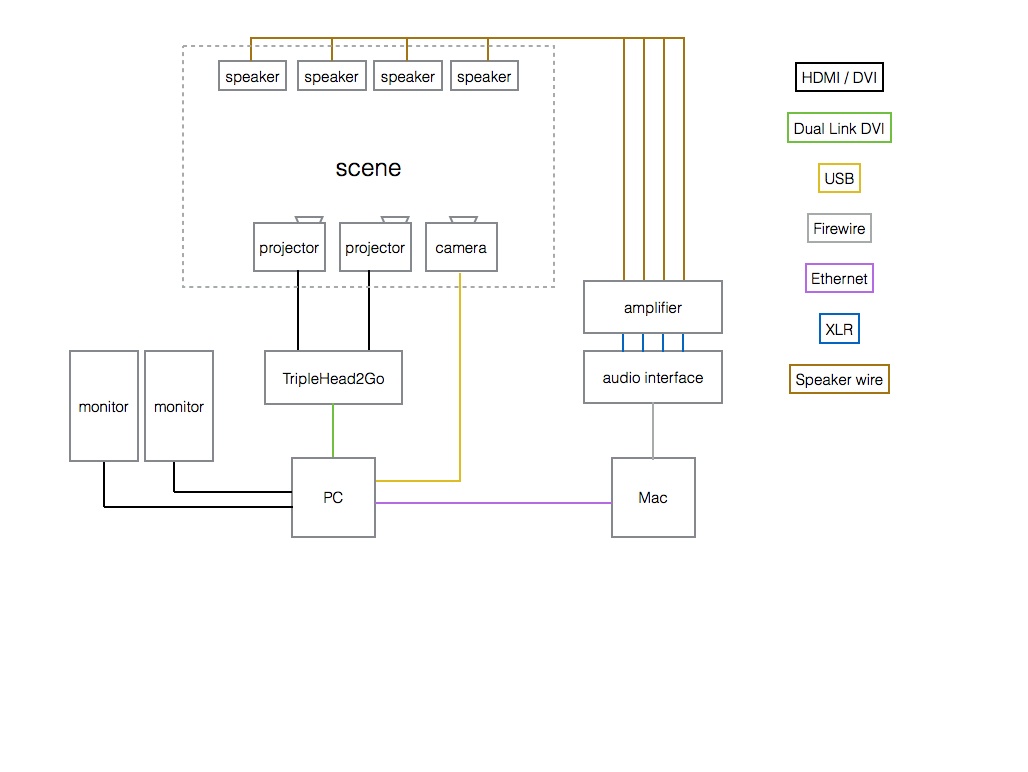 speaker
speaker
speaker
speaker
scene
projector
projector
camera
amplifier
audio interface
TripleHead2Go
monitor
monitor
PC
Mac
HDMI / DVI
Dual Link DVI
USB
Firewire
Ethernet
XLR
Speaker wire